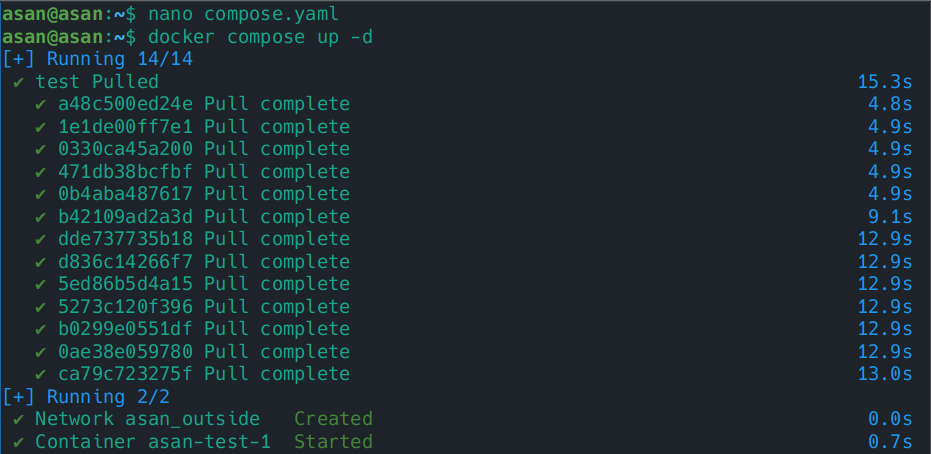 asan@asan:~$ nano compose.yaml
asan@asan:~$ docker compose up -d
[+] Running 14/14
✔ test Pulled 15.3s
✔ a48c500ed24e Pull complete 4.8s
✔ 1e1de00ff7e1 Pull complete 4.9s
✔ 0330ca45a200 Pull complete 4.9s
✔ 471db38bcfbf Pull complete 4.9s
✔ 0b4aba487617 Pull complete 4.9s
✔ b42109ad2a3d Pull complete 9.1s
✔ dde737735b18 Pull complete 12.9s
✔ d836c14266f7 Pull complete 12.9s
✔ 5ed86b5d4a15 Pull complete 12.9s
✔ 5273c120f396 Pull complete 12.9s
✔ b0299e0551df Pull complete 12.9s
✔ 0ae38e059780 Pull complete 12.9s
✔ ca79c723275f Pull complete 13.0s
[+] Running 2/2
✔ Network asan_outside Created 0.0s
✔ Container asan-test-1 Started 0.7s